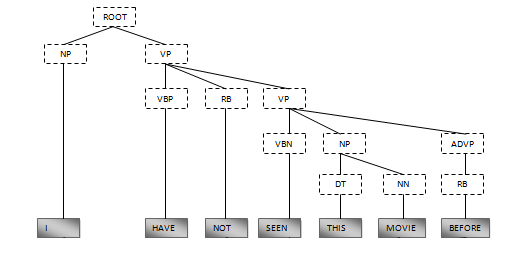 ROOT
NP VP
VBP RB VP
VBN NP ADVP
DT NN RB
I HAVE NOT SEEN THIS MOVIE BEFORE